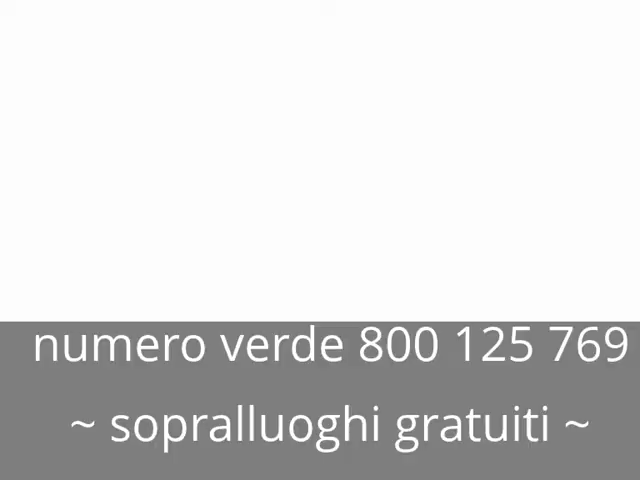 numero verde 800 125 769
~ sopralluoghi gratuiti ~